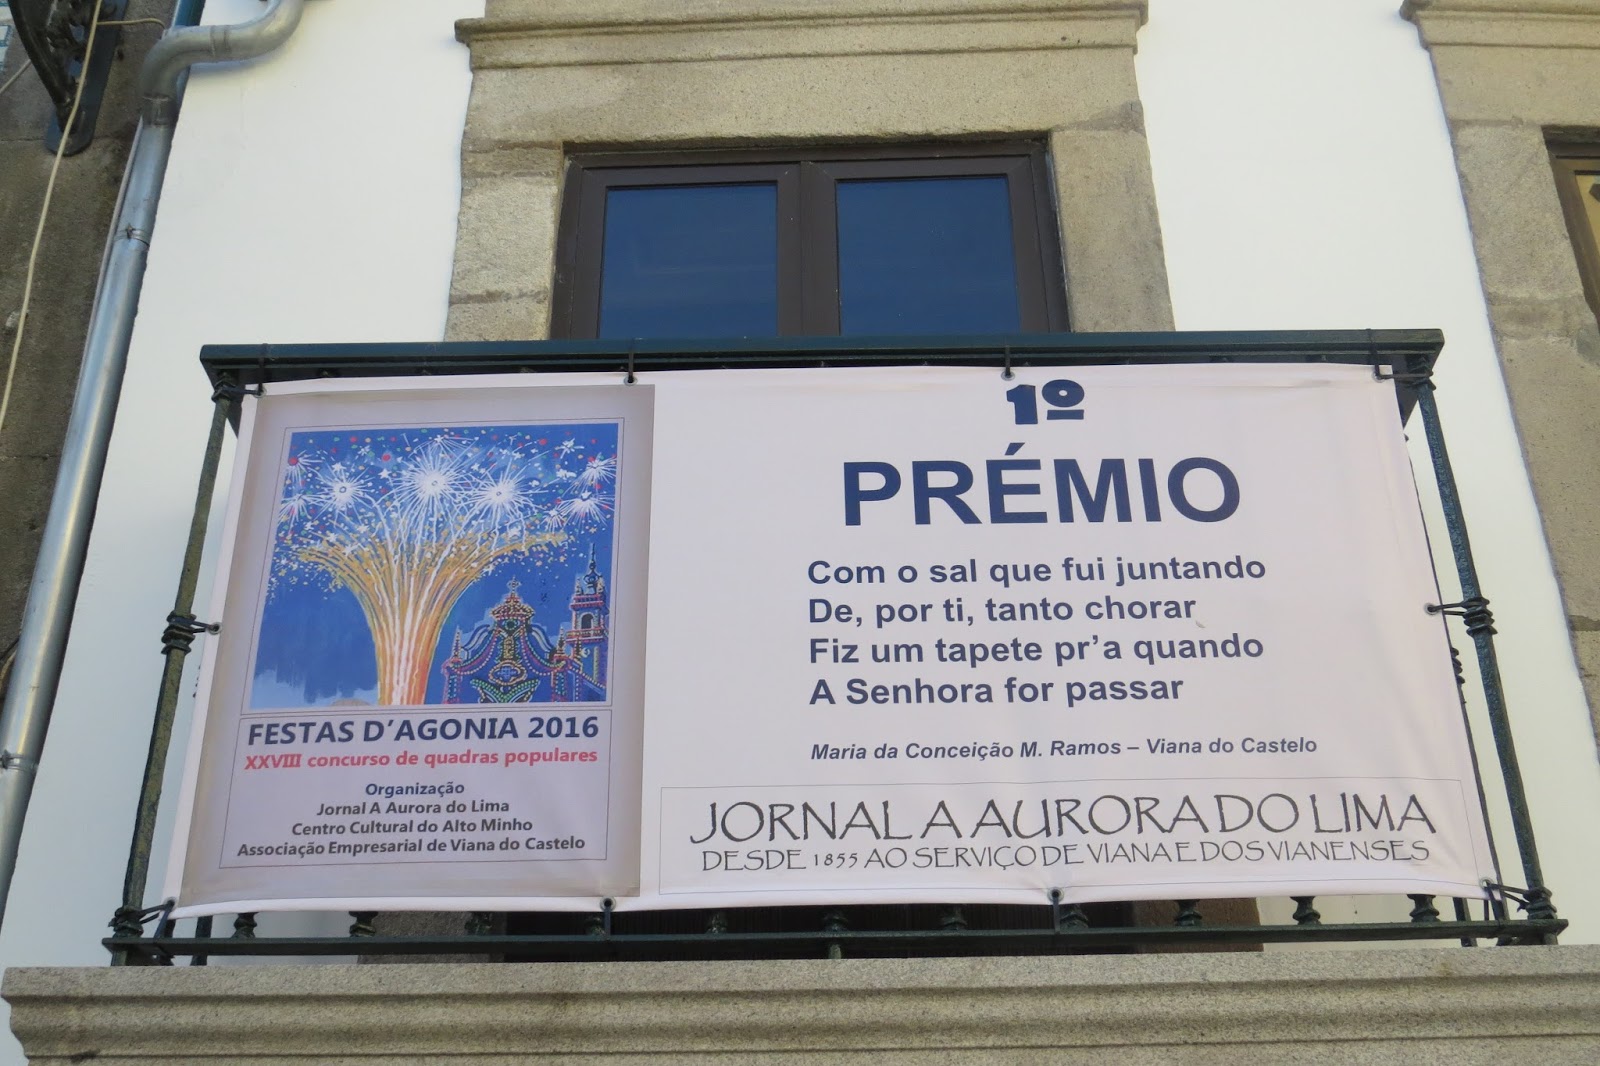 FESTAS D'AGONIA 2016
XXVIII concurso de quadras populares
Organização
Jornal A Aurora do Lima
Centro Cultural do Alto Minho
Associação Empresarial de Viana do Castelo
1º
PRÉMIO
Com o sal que fui juntando
De, por ti, tanto chorar
Fiz um tapete pr'a quando
A Senhora for passar
Maria da Conceição M. Ramos – Viana do Castelo
JORNAL A AURORA DO LIMA
DESDE 1855 AO SERVIÇO DE VIANA E DOS VIANENSES